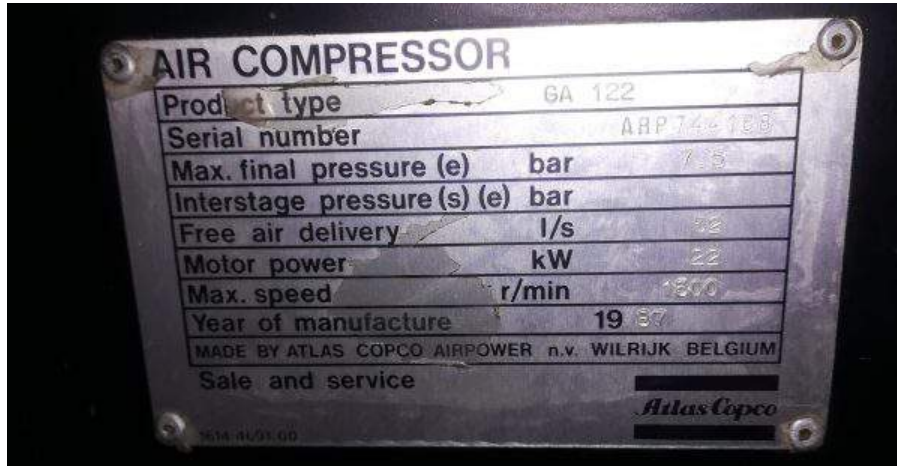 AIR COMPRESSOR
Product type GA 122
Serial number
Max. final pressure (e) bar 7.5
Interstage pressure (s) (e) bar
Free air delivery l/s
Motor power kW 22
Max. speed r/min
Year of manufacture 19 87
MADE BY ATLAS COPCO AIRPOWER n.v. WILRIJK BELGIUM
Sale and service
Atlas Copco